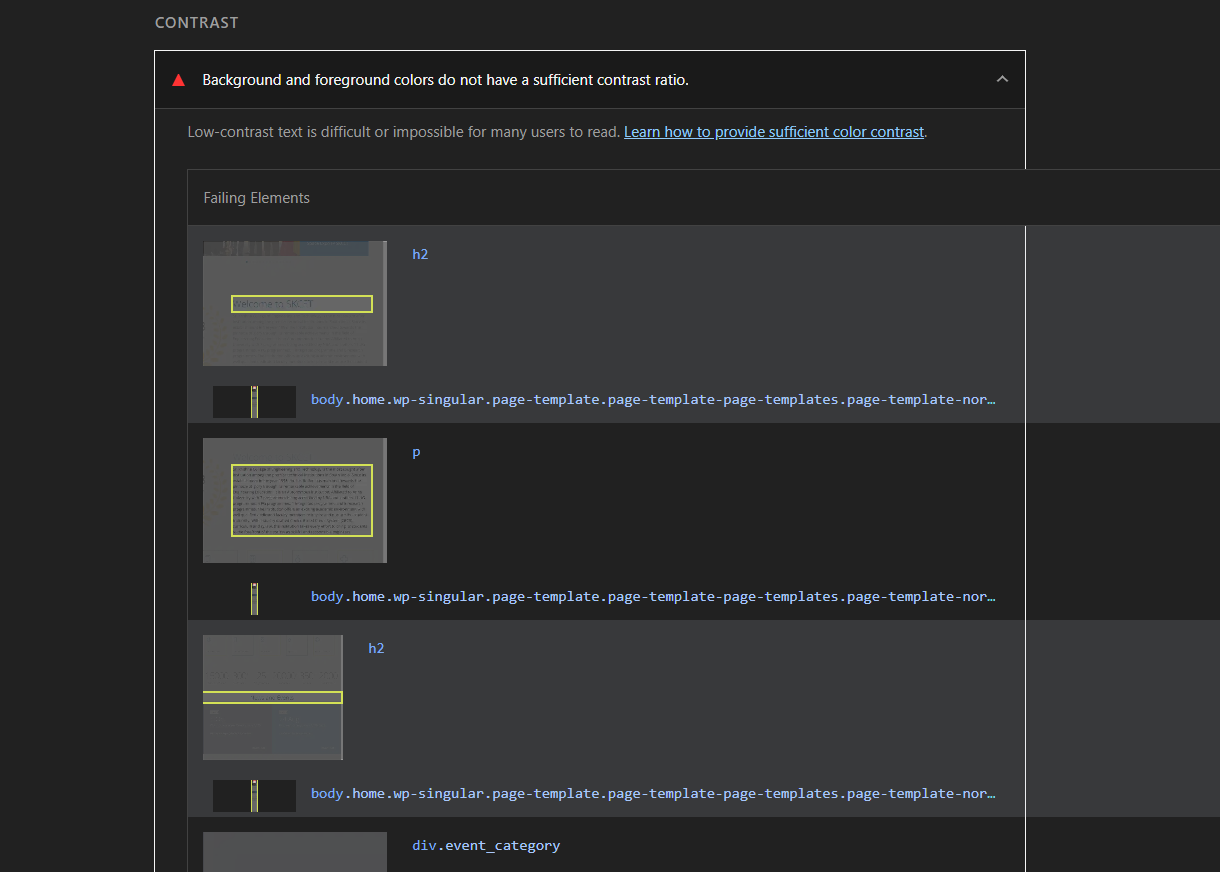 CONTRAST
Background and foreground colors do not have a sufficient contrast ratio.
Low-contrast text is difficult or impossible for many users to read. Learn how to provide sufficient color contrast.
Failing Elements
h2
Welcome to
body.home.wp-singular.page-template.page-template-page-templates.page-template-nor…
p
body.home.wp-singular.page-template.page-template-page-templates.page-template-nor…
h2
body.home.wp-singular.page-template.page-template-page-templates.page-template-nor…
div.event_category